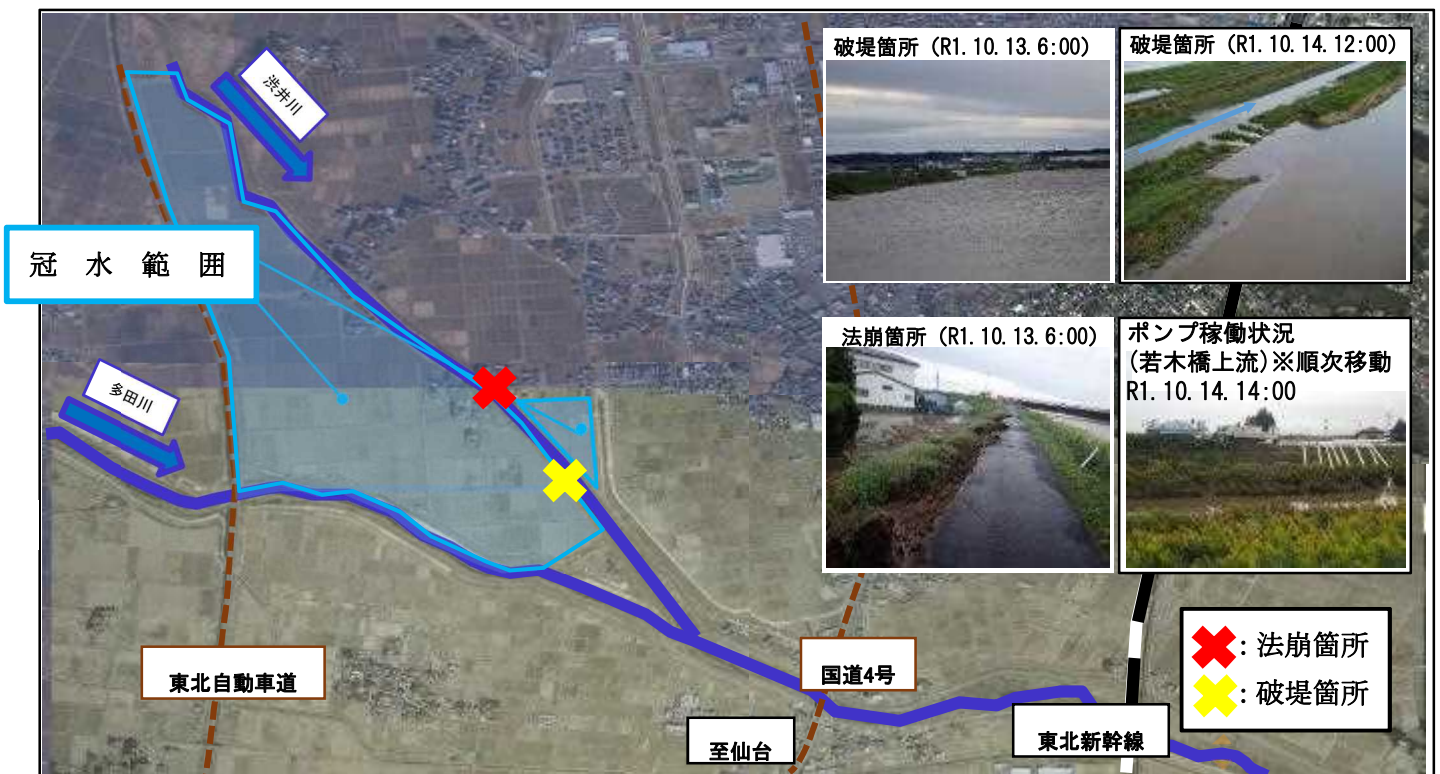 破堤箇所（R1.10.13.6:00）
破堤箇所（R1.10.14.12:00）
渋井川
冠水範囲
法崩箇所（R1.10.13.6:00）
ポンプ稼働状況
(若木橋上流)※順次移動
R1.10.14.14:00
多田川
東北自動車道
国道4号
至仙台
東北新幹線
：法崩箇所
：破堤箇所